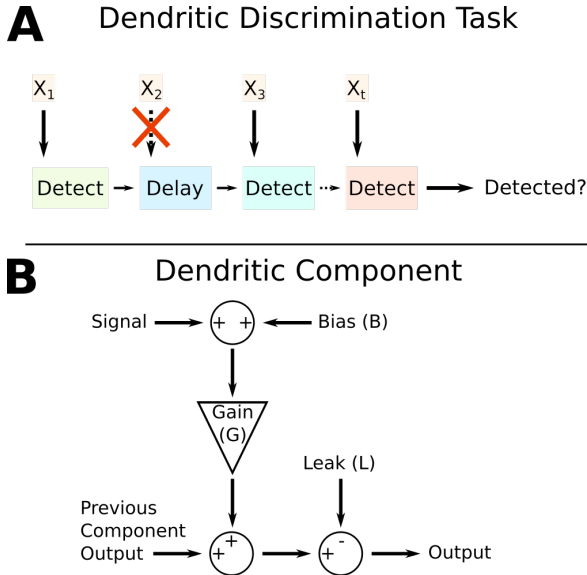 A
Dendritic Discrimination Task
X₁ X₂ X₃ Xₜ
Detect Delay Detect Detect Detected?
B
Dendritic Component
Signal + + Bias (B)
Gain
(G)
Leak (L)
Previous
Component
Output + + + - Output